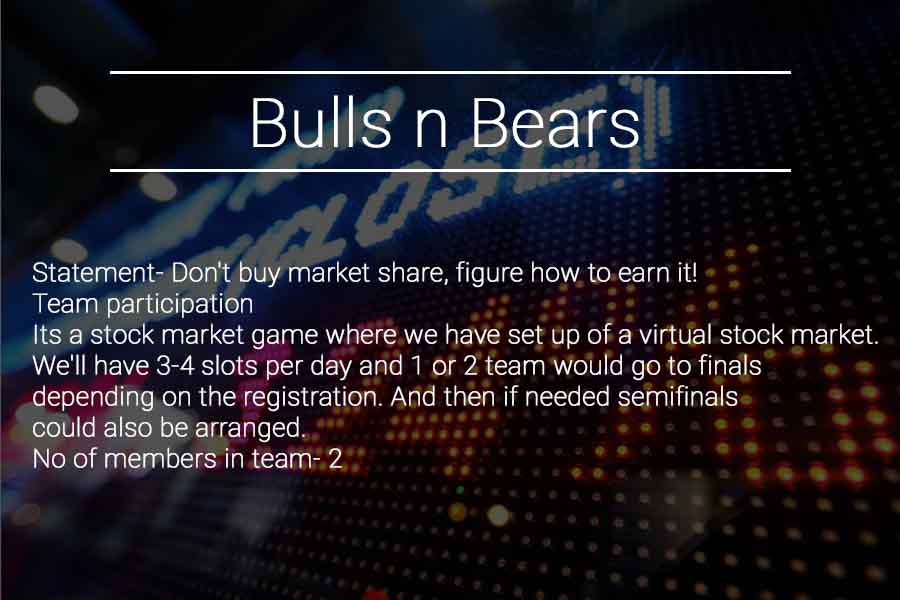 Bulls n Bears
Statement- Don't buy market share, figure how to earn it!
Team participation
Its a stock market game where we have set up of a virtual stock market.
We'll have 3-4 slots per day and 1 or 2 team would go to finals
depending on the registration. And then if needed semifinals
could also be arranged.
No of members in team- 2